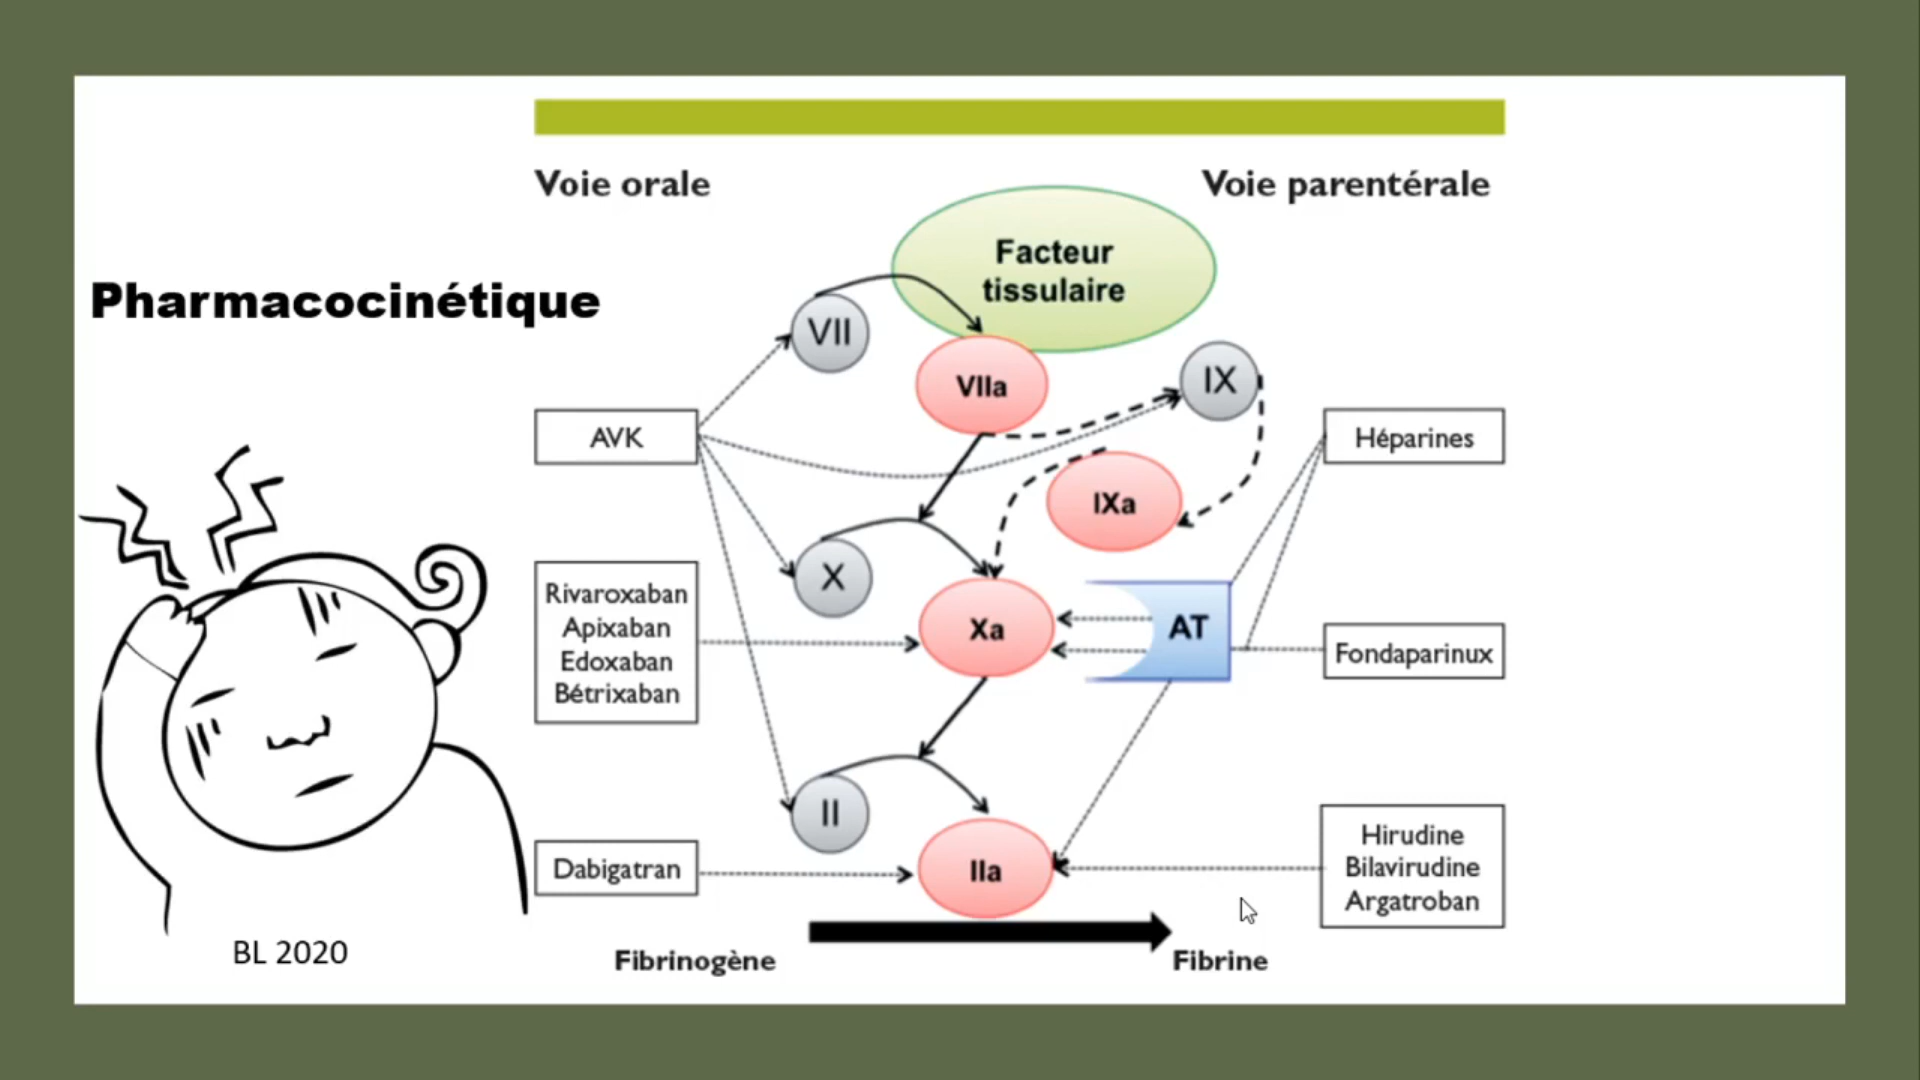 Voie orale
Voie parentérale
Pharmacocinétique
Facteur
tissulaire
VII
VIIa
IX
AVK
Héparines
IXa
X
Rivaroxaban
Apixaban
Edoxaban
Bétrixaban
Xa
AT
Fondaparinux
II
Dabigatran
IIa
Hirudine
Bilavirudine
Argatroban
BL 2020
Fibrinogène
Fibrine